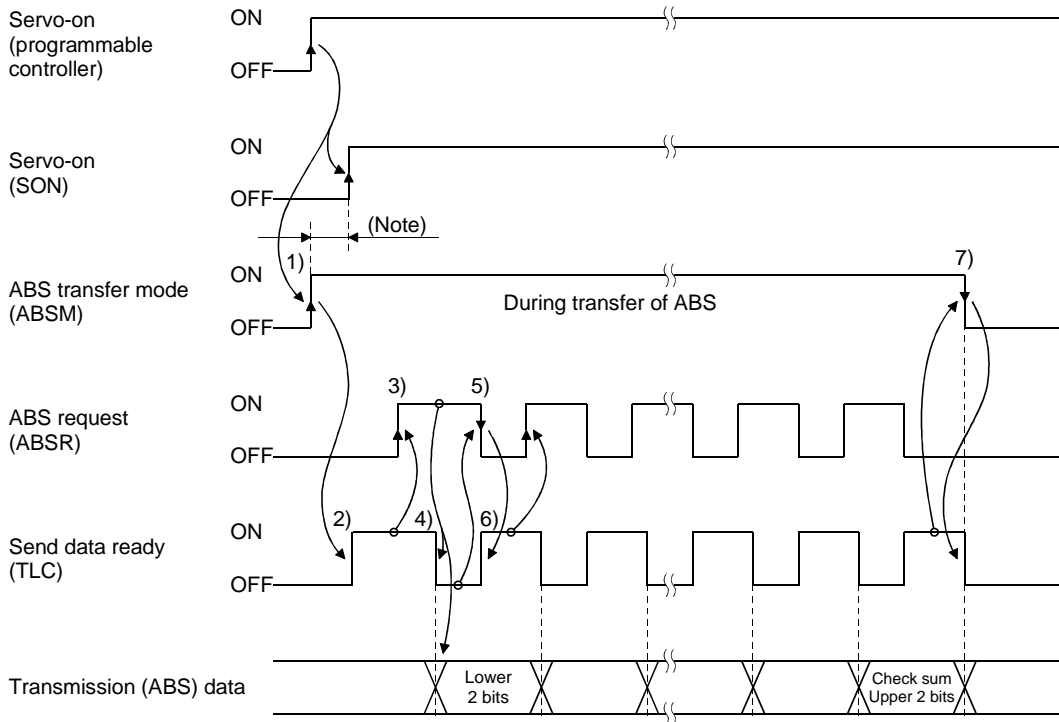 Servo-on
(programmable
controller)
ON
OFF
Servo-on
(SON)
ON
OFF
(Note)
ABS transfer mode
(ABSM)
ON
OFF
1)
During transfer of ABS
7)
ABS request
(ABSR)
ON
OFF
3)
5)
Send data ready
(TLC)
ON
OFF
2)
4)
6)
Transmission (ABS) data
Lower
2 bits
Check sum
Upper 2 bits